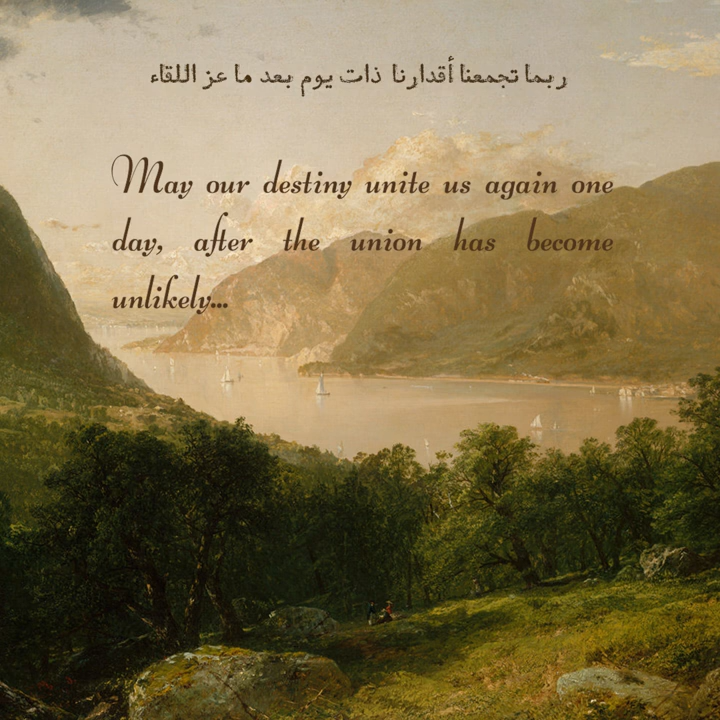 ربما تجمعنا أقدارنا ذات يوم بعد ما عز اللقاء
May our destiny unite us again one
day, after the union has become
unlikely...